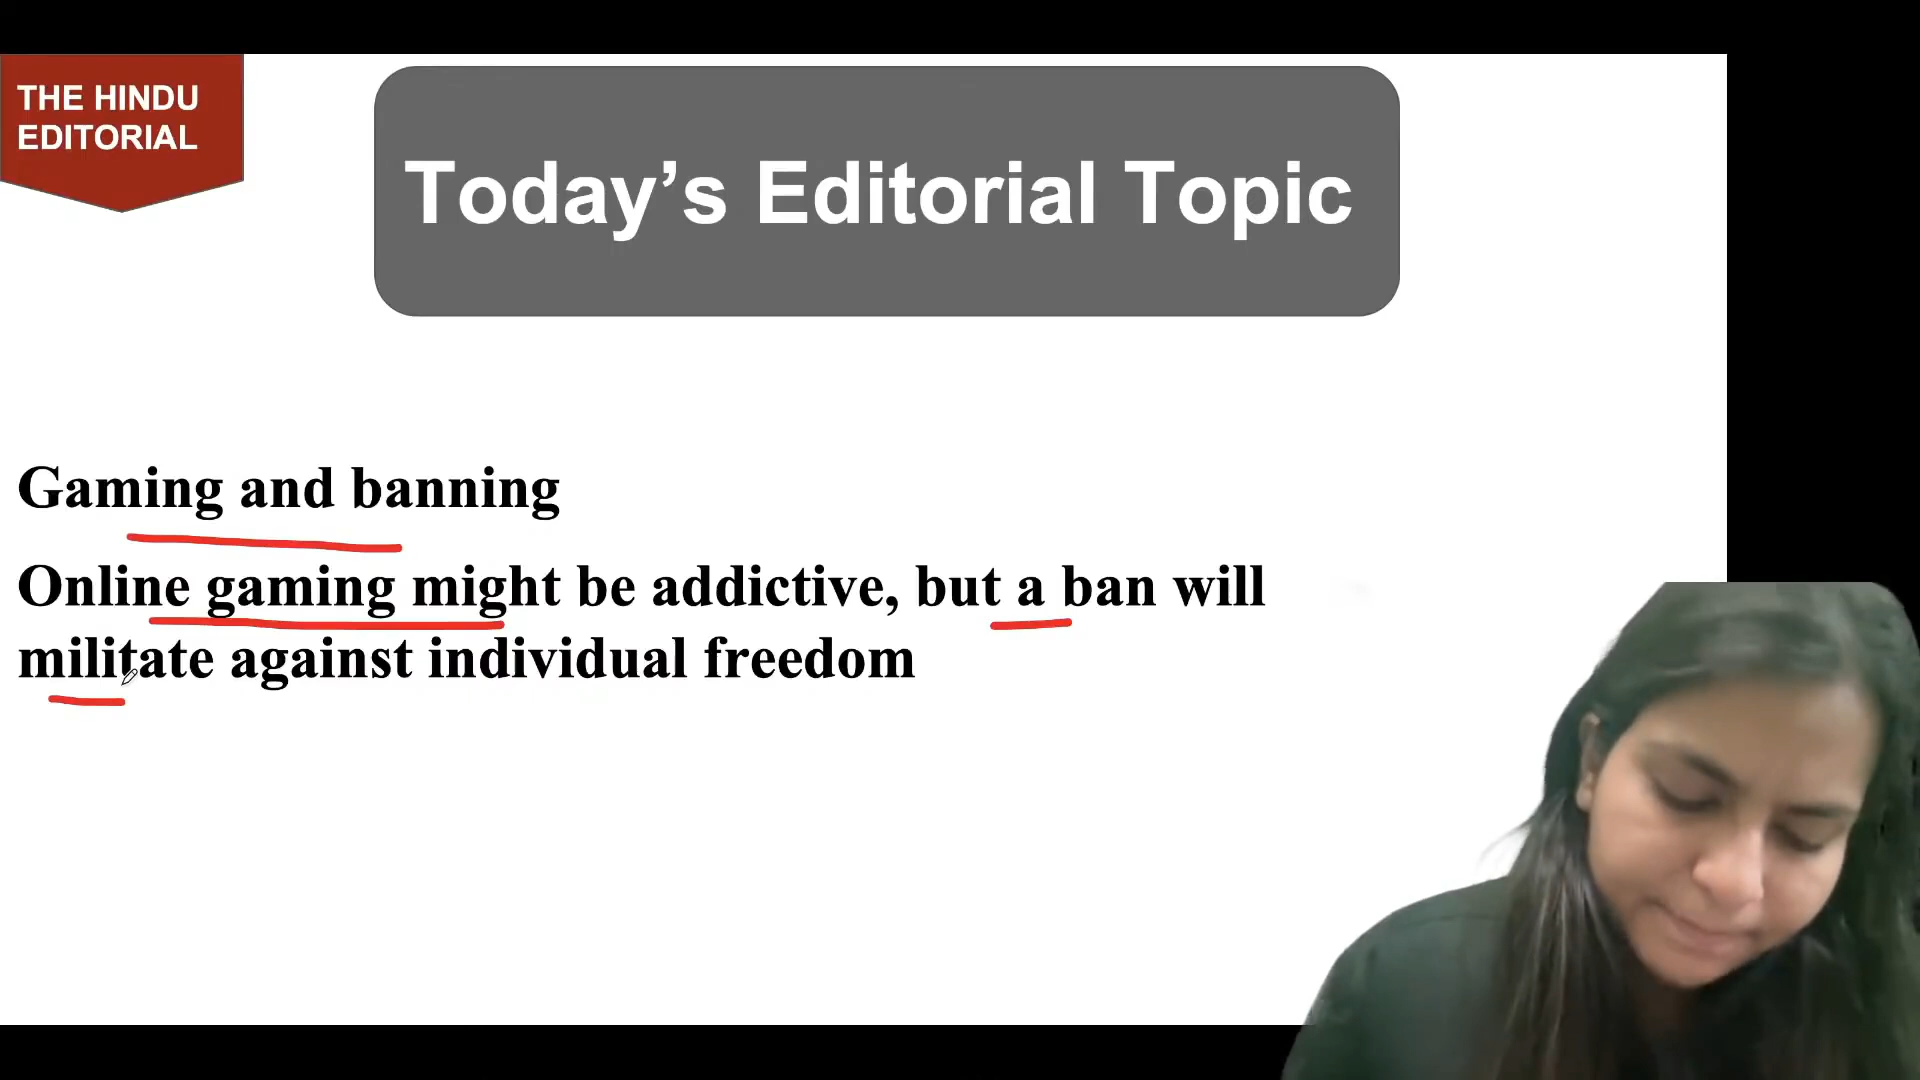 THE HINDU
EDITORIAL
Today’s Editorial Topic
Gaming and banning
Online gaming might be addictive, but a ban will
militate against individual freedom